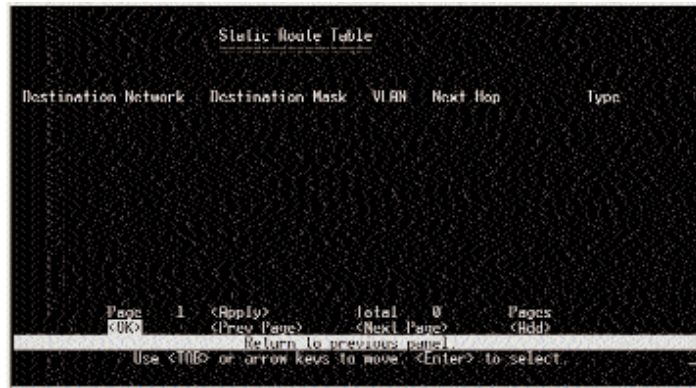 Static Route Table
Destination Network Destination Mask VLAN Next Hop Type
Page 1 <Apply> Total 0 Pages
<OK> <Prev Page> <Next Page> <Add>
Return to previous panel.
Use <TAB> or arrow keys to move. <Enter> to select.